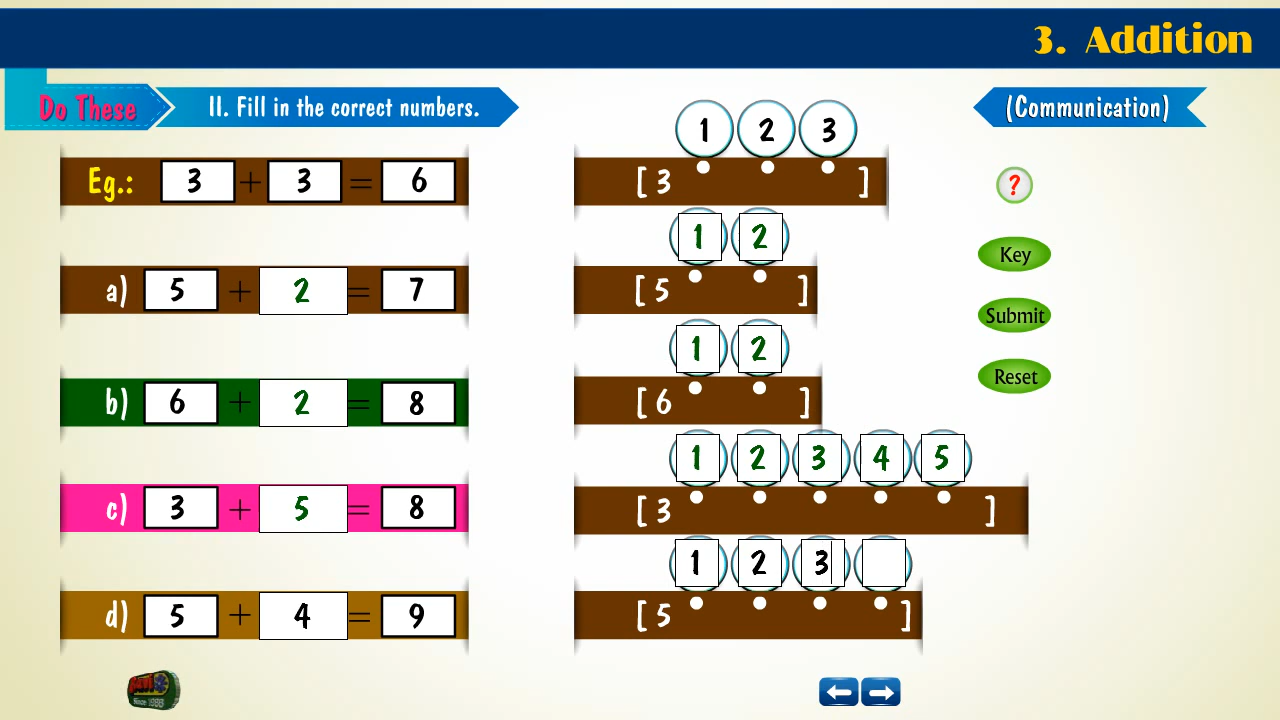 3. Addition
Do These
II. Fill in the correct numbers.
(Communication)
1 2 3
Eg.: 3 + 3 = 6
[ 3 ]
?
1 2
Key
a) 5 + 2 = 7
[ 5 ]
Submit
1 2
Reset
b) 6 + 2 = 8
[ 6 ]
1 2 3 4 5
c) 3 + 5 = 8
[ 3 ]
1 2 3
d) 5 + 4 = 9
[ 5 ]
Since 1988